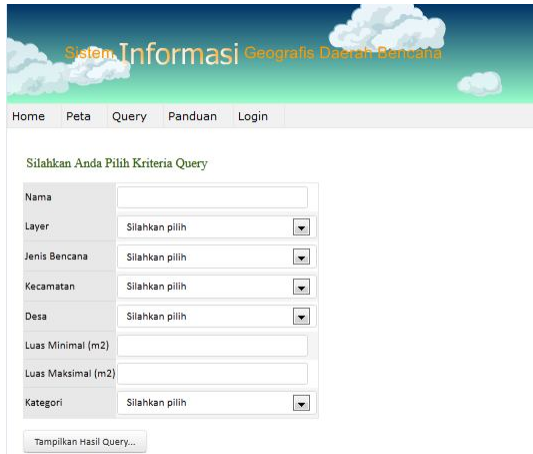 Sistem Informasi Geografis Daerah Bencana
Home Peta Query Panduan Login
Silahkan Anda Pilih Kriteria Query
Nama
Layer Silahkan pilih
Jenis Bencana Silahkan pilih
Kecamatan Silahkan pilih
Desa Silahkan pilih
Luas Minimal (m2)
Luas Maksimal (m2)
Kategori Silahkan pilih
Tampilkan Hasil Query...